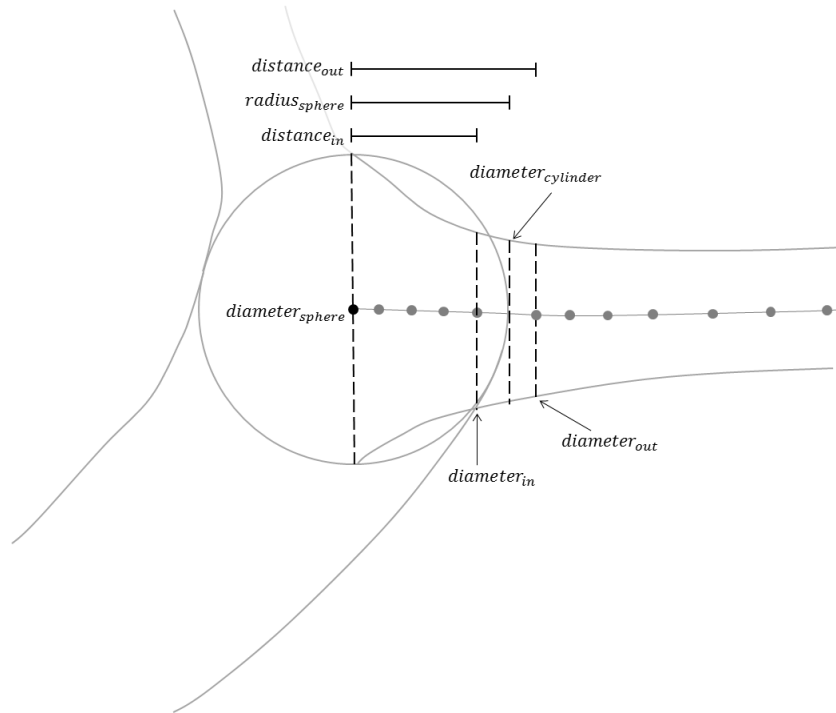 distance_out
radius_sphere
distance_in
diameter_cylinder
diameter_sphere
diameter_out
diameter_in